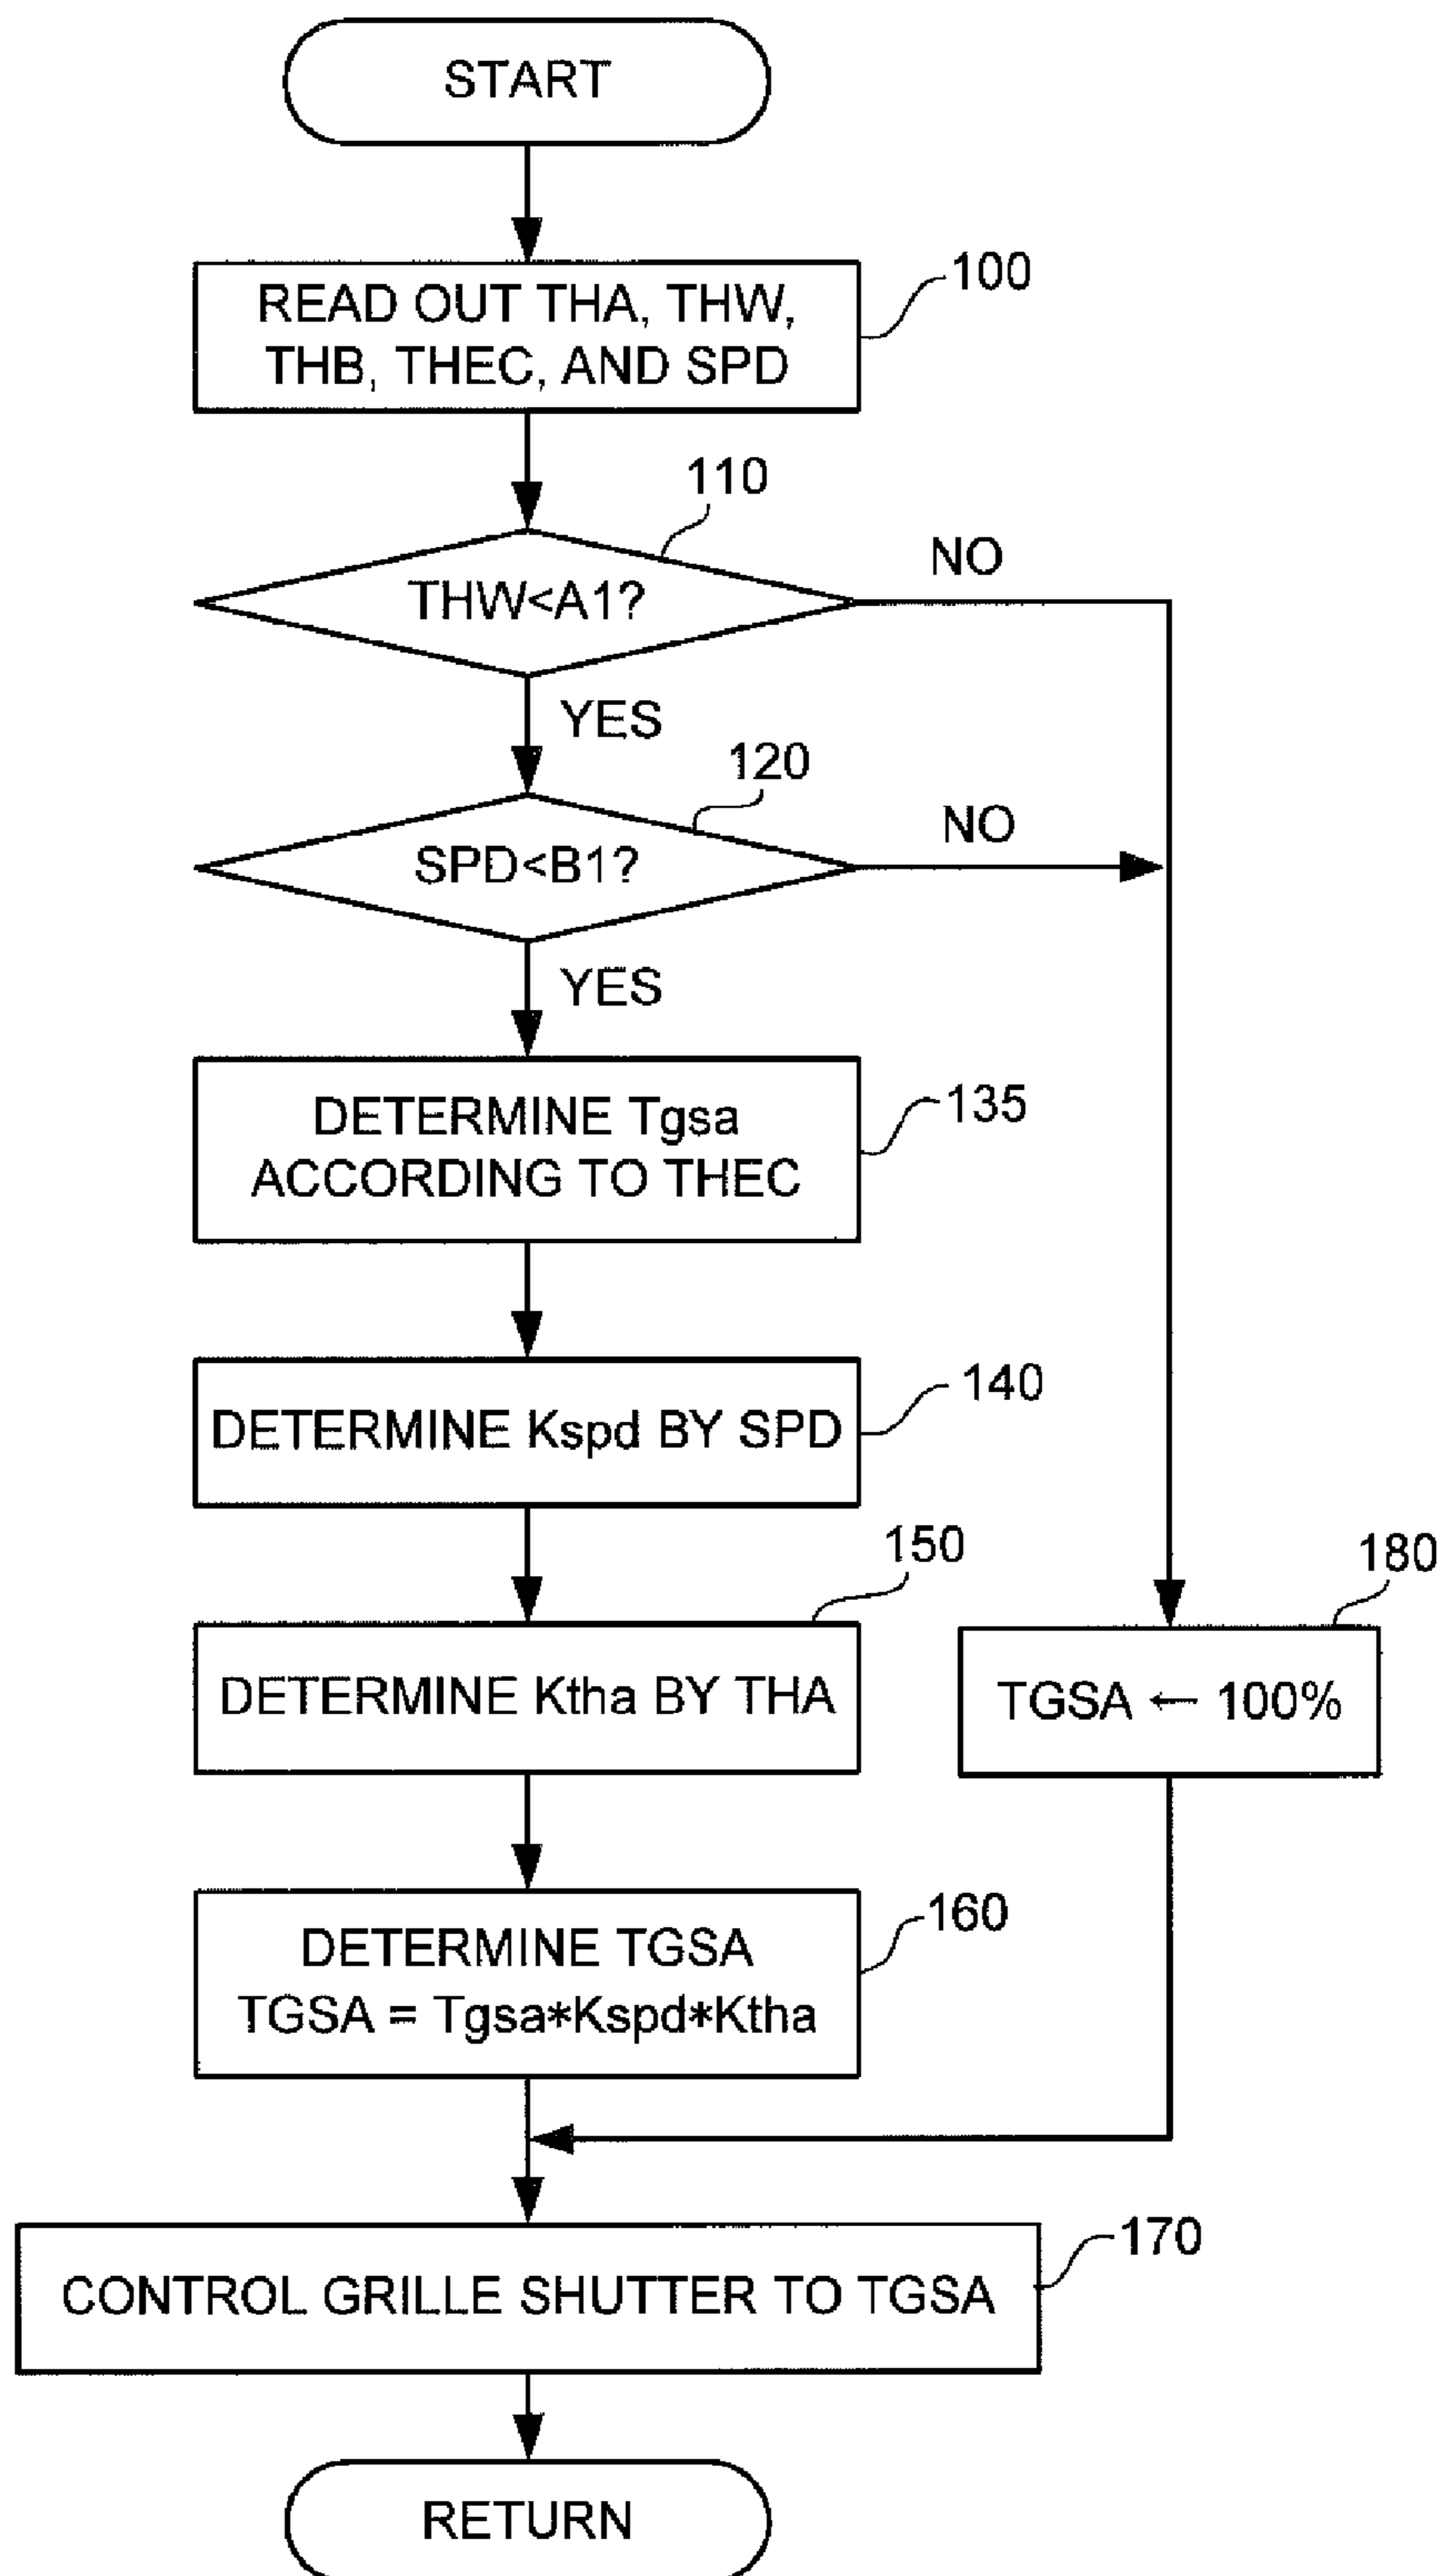 START
READ OUT THA, THW,
THB, THEC, AND SPD
100
110
THW<A1?
NO
YES
120
SPD<B1?
NO
YES
DETERMINE Tgsa
ACCORDING TO THEC
135
DETERMINE Kspd BY SPD
140
150
DETERMINE Ktha BY THA
180
TGSA ← 100%
DETERMINE TGSA
TGSA = Tgsa*Kspd*Ktha
160
CONTROL GRILLE SHUTTER TO TGSA
170
RETURN